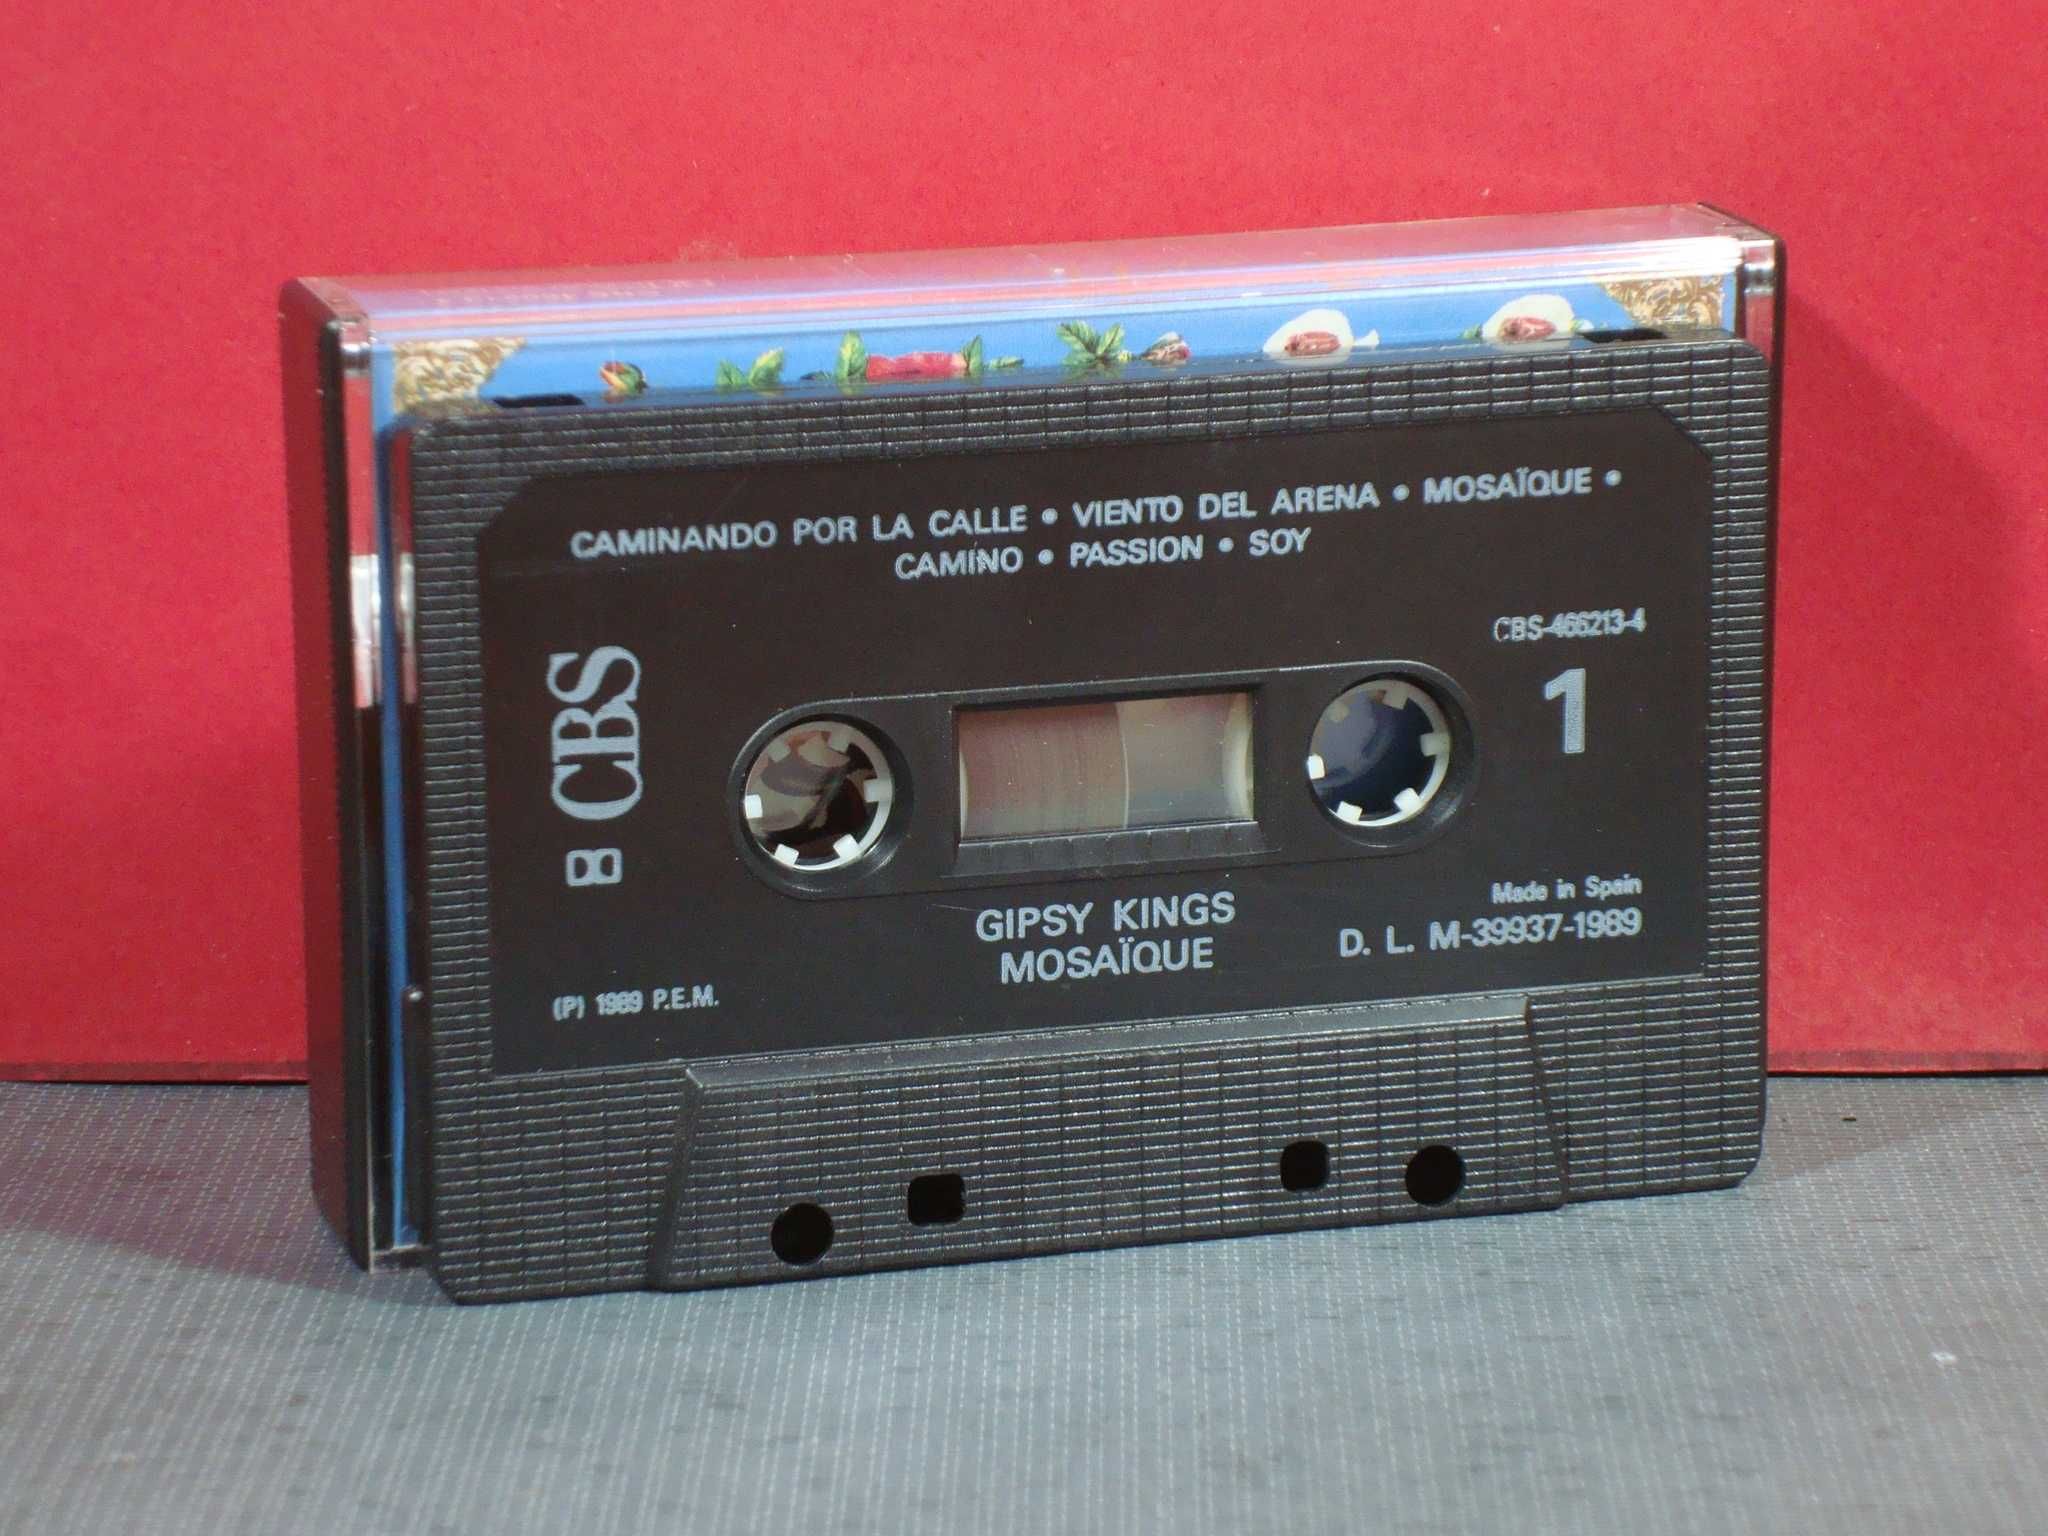 CAMINANDO POR LA CALLE • VIENTO DEL ARENA • MOSAÏQUE •
CAMINO • PASSION • SOY
CBS-466213-4
1
CBS
GIPSY KINGS
MOSAÏQUE
Made in Spain
D. L. M-39937-1989
(P) 1989 P.E.M.